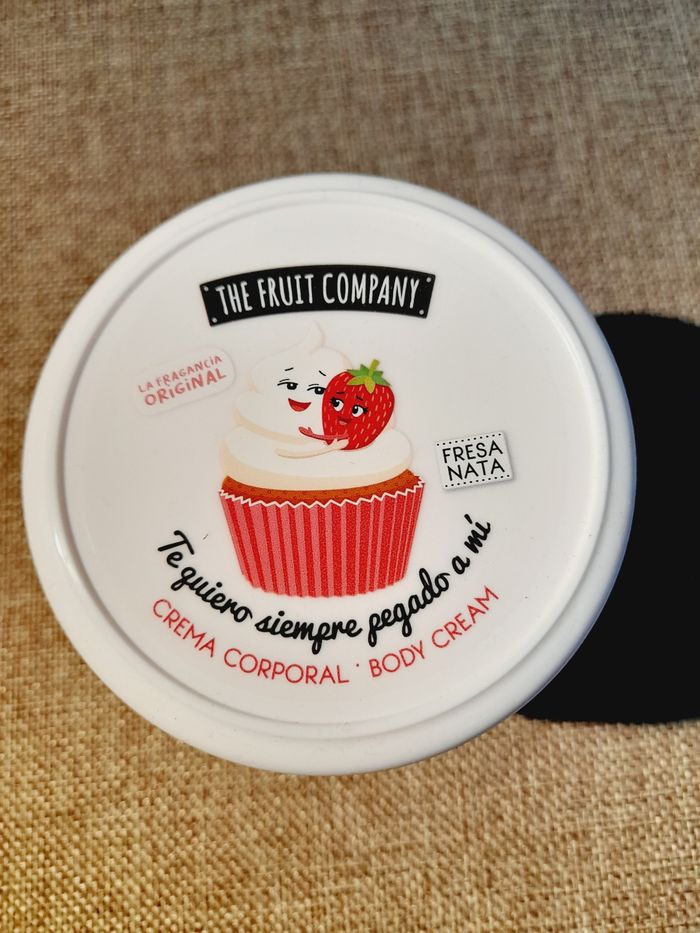 THE FRUIT COMPANY
LA FRAGANCIA
ORIGINAL
FRESA
NATA
Te quiero siempre pegado a mí
CREMA CORPORAL · BODY CREAM